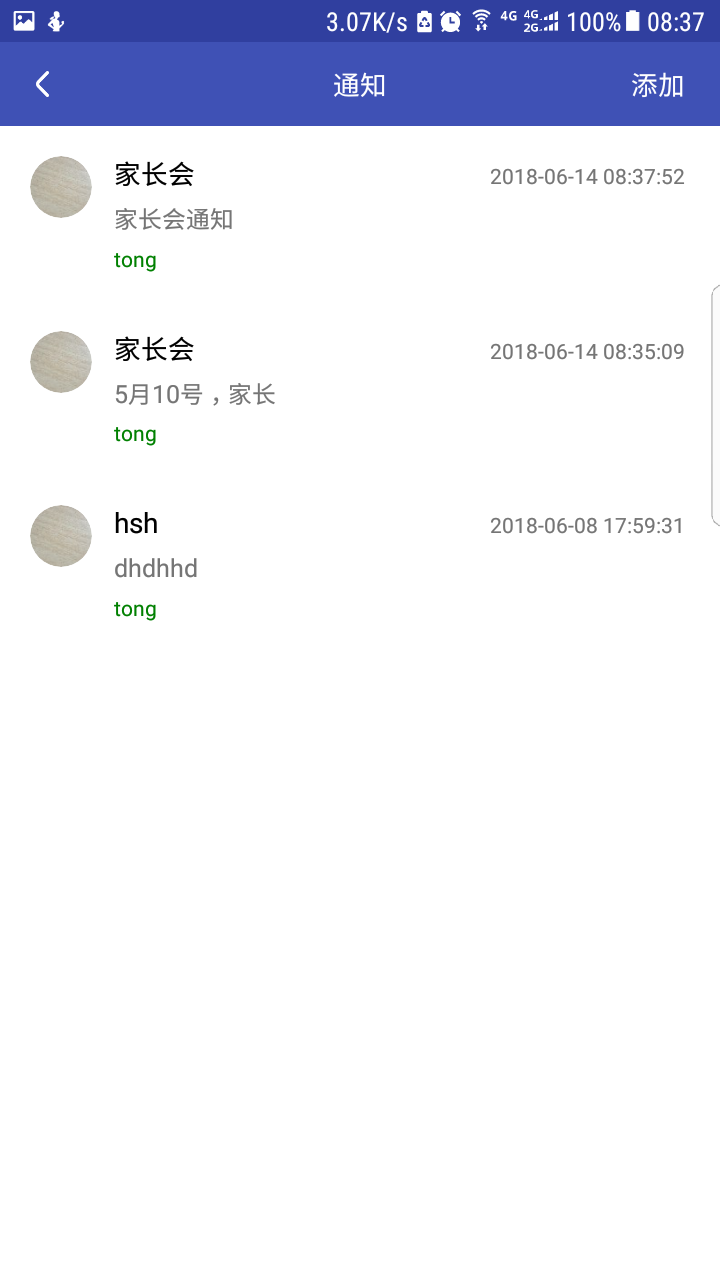 3.07K/s 4G 4G 2G 100% 08:37
通知 添加
家长会 2018-06-14 08:37:52
家长会通知
tong
家长会 2018-06-14 08:35:09
5月10号，家长
tong
hsh 2018-06-08 17:59:31
dhdhhd
tong